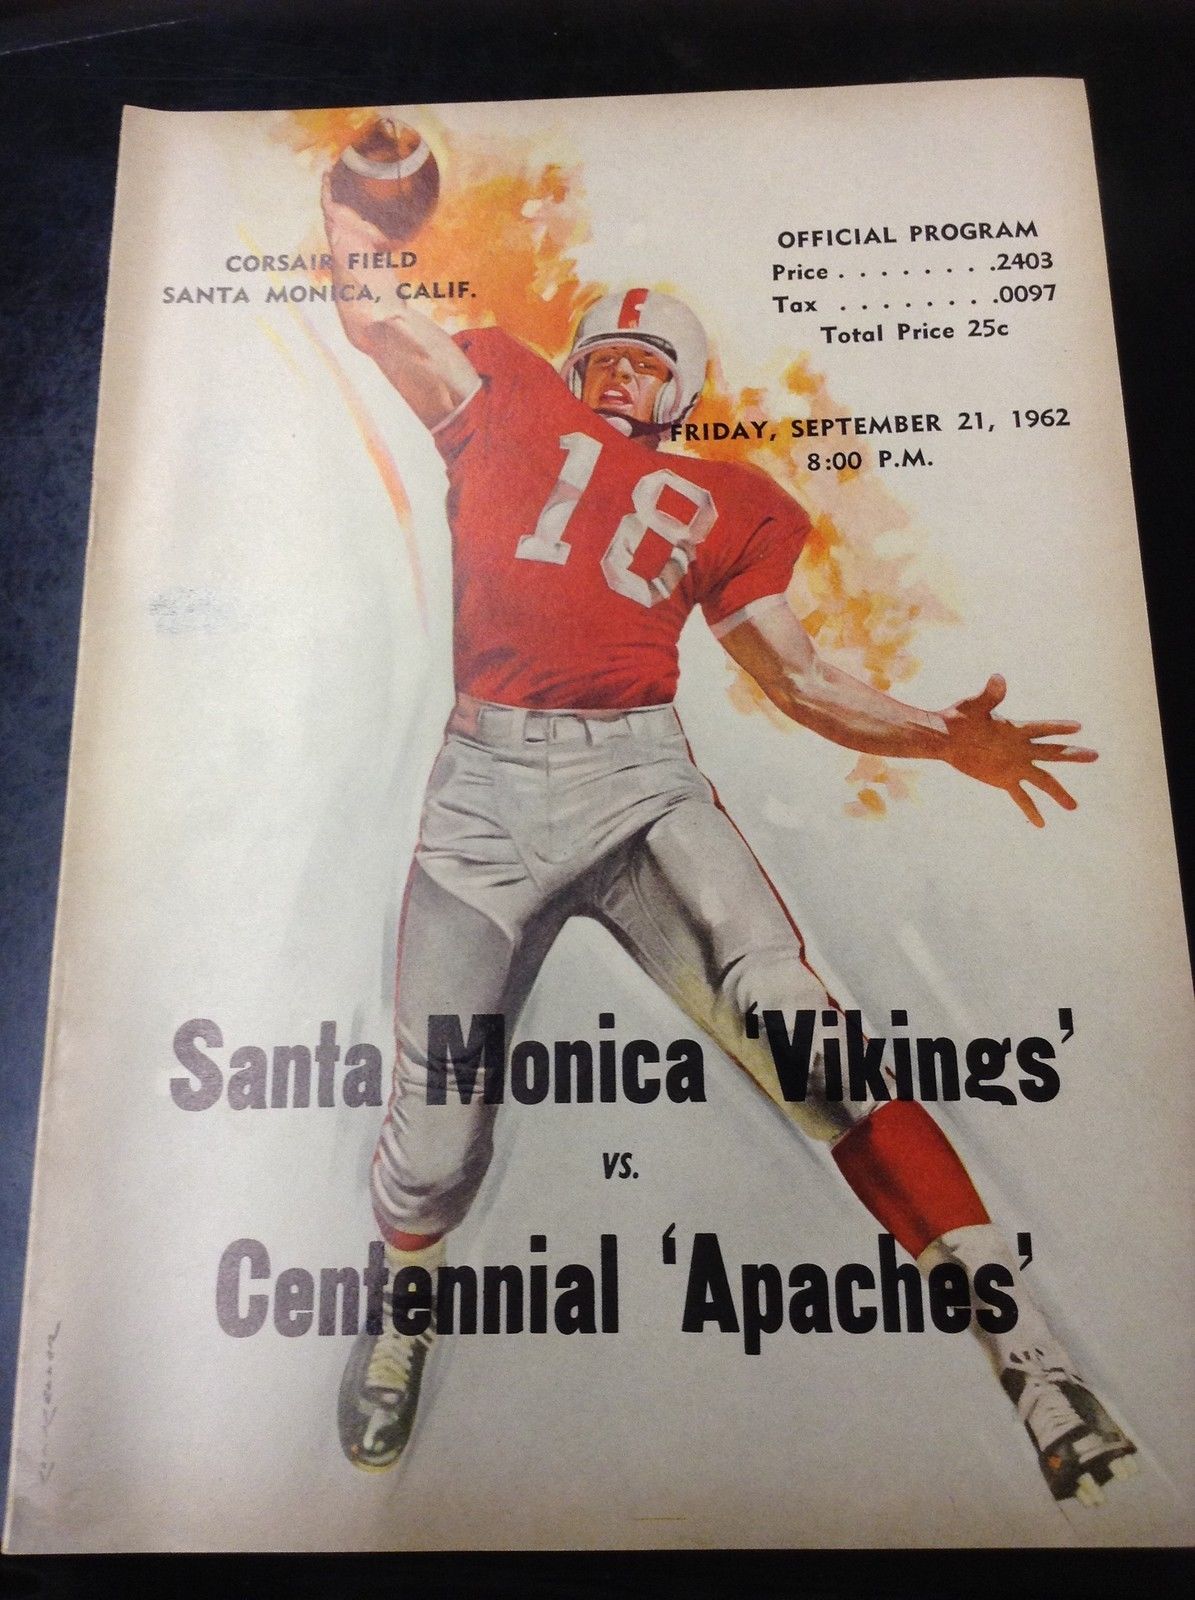 CORSAIR FIELD
SANTA MONICA, CALIF.
OFFICIAL PROGRAM
Price . . . . . . . . .2403
Tax . . . . . . . . .0097
Total Price 25c
FRIDAY, SEPTEMBER 21, 1962
8:00 P.M.
18
Santa Monica 'Vikings'
VS.
Centennial 'Apaches'